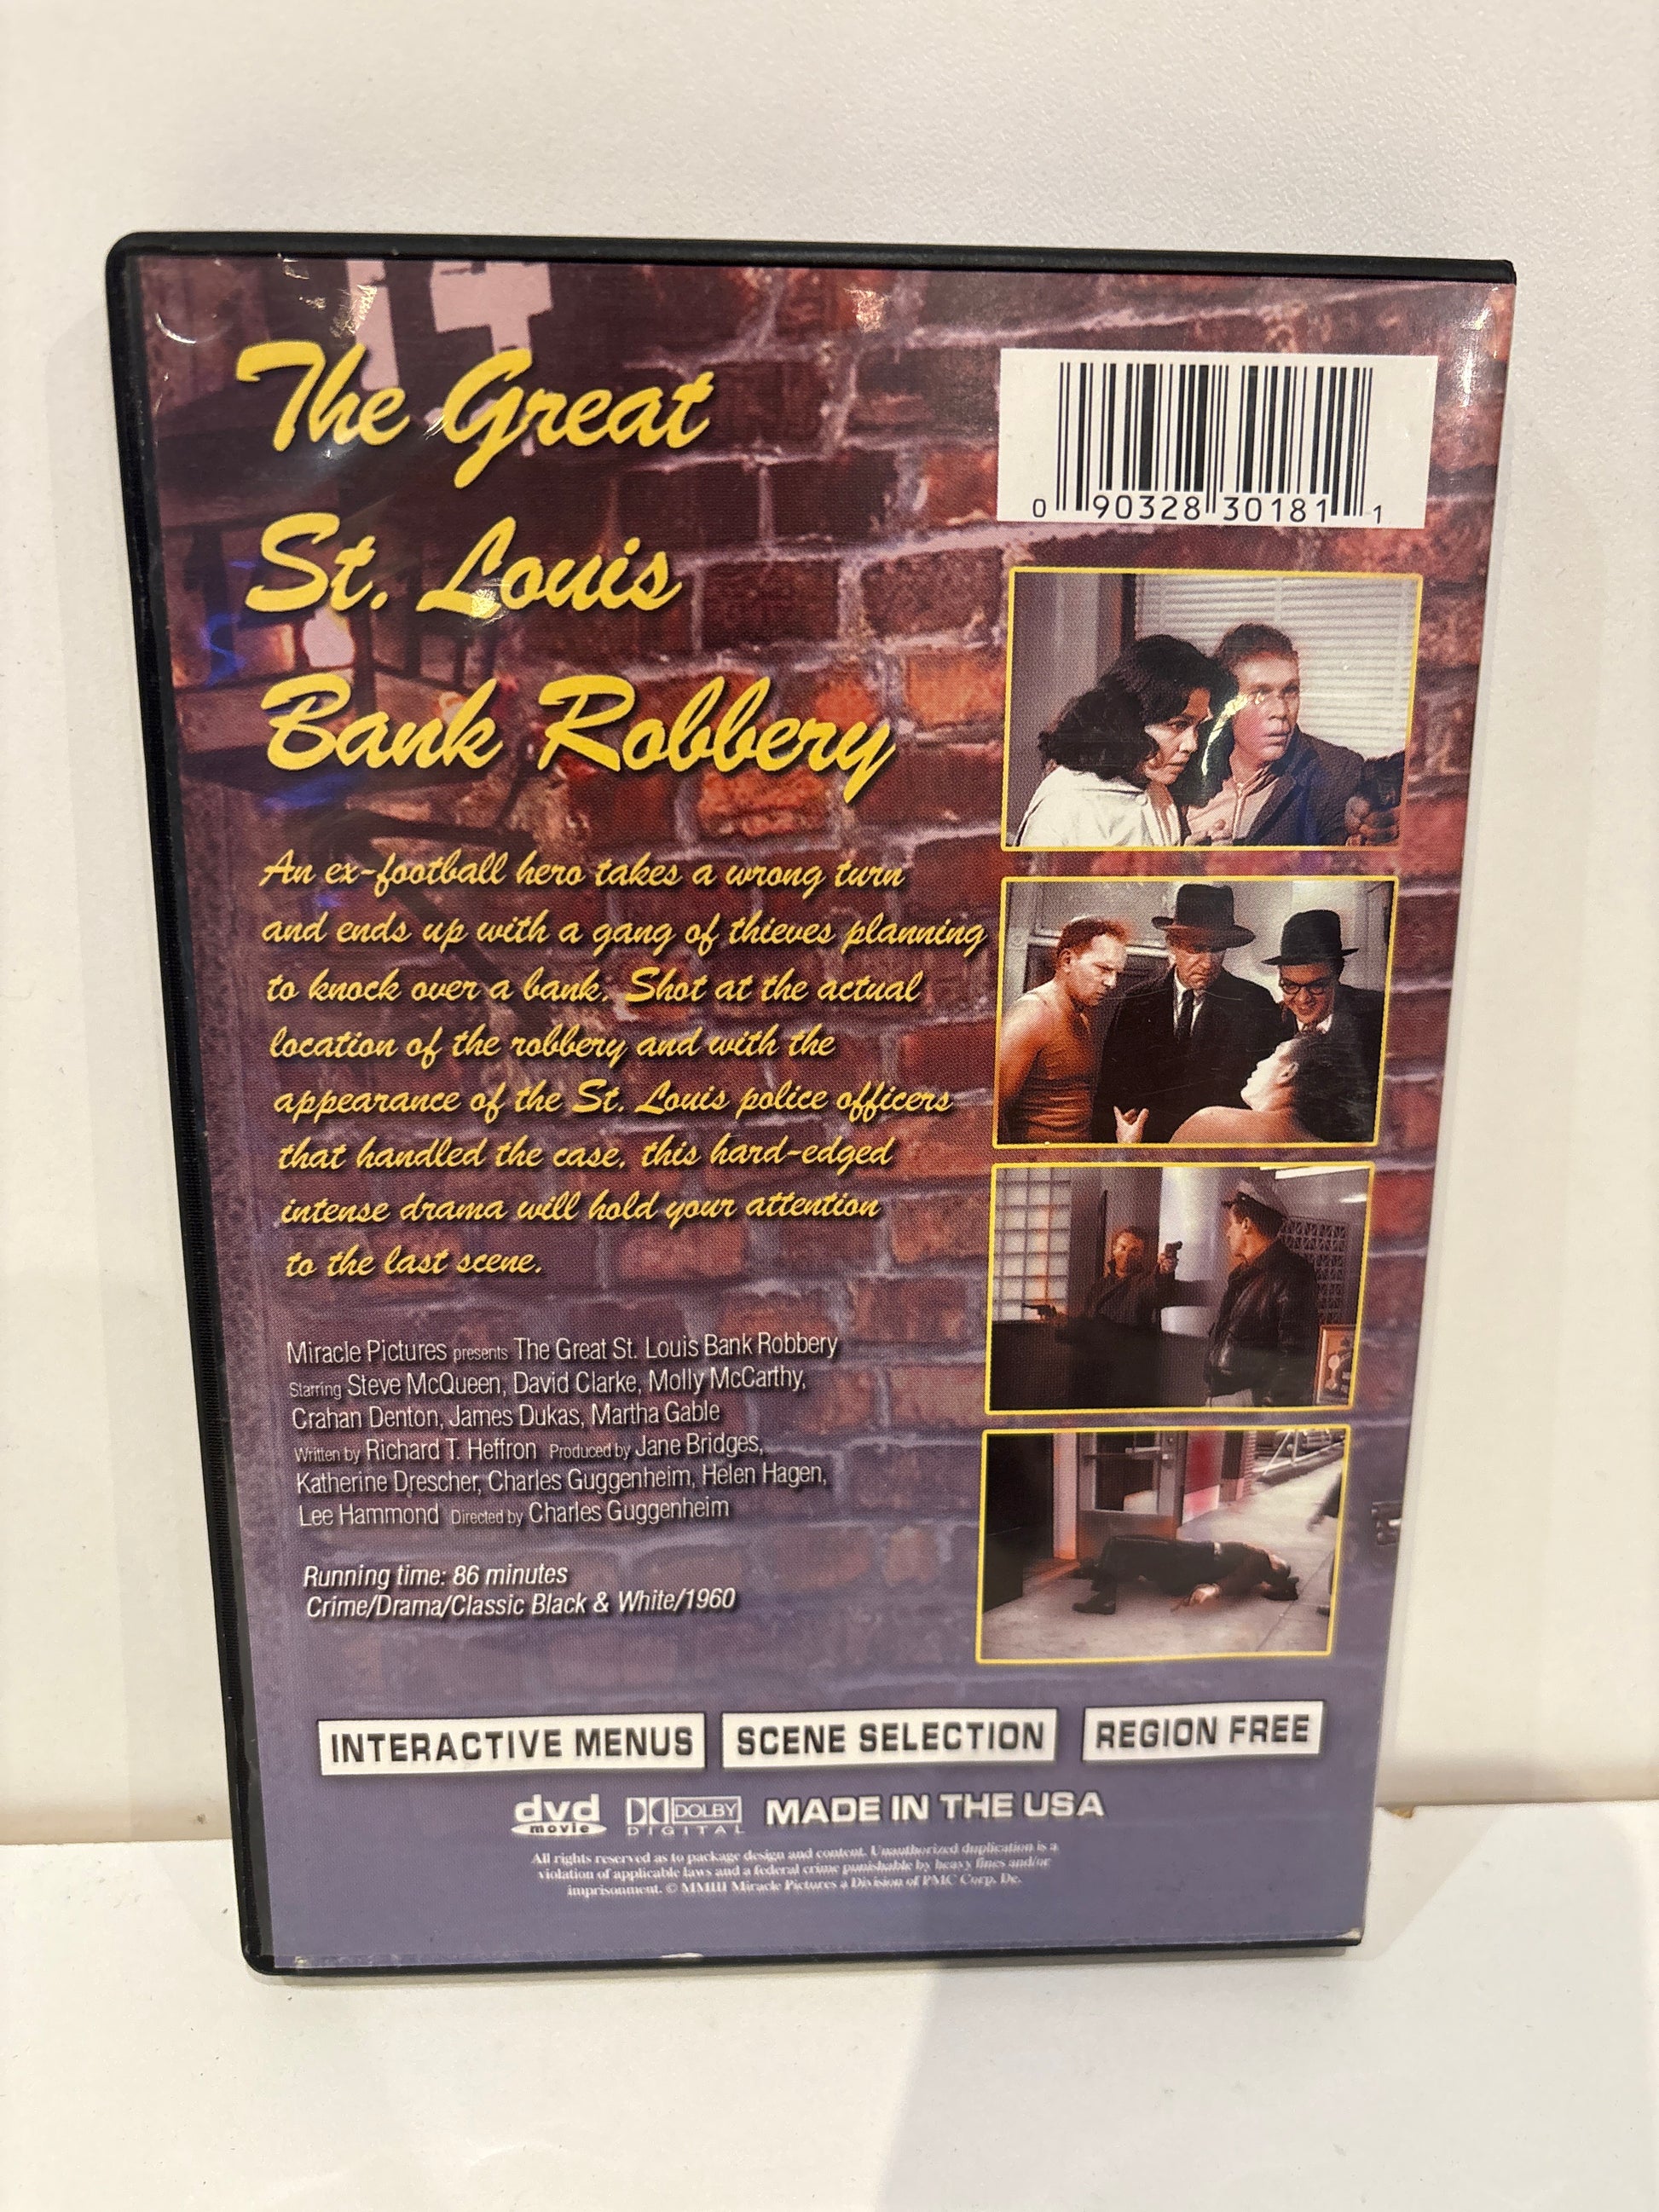 The Great
St. Louis
Bank Robbery
0 90328 30181 1
An ex-football hero takes a wrong turn
and ends up with a gang of thieves planning
to knock over a bank. Shot at the actual
location of the robbery and with the
appearance of the St. Louis police officers
that handled the case, this hard-edged
intense drama will hold your attention
to the last scene.
Miracle Pictures presents The Great St. Louis Bank Robbery
Starring Steve McQueen, David Clarke, Molly McCarthy,
Crahan Denton, James Dukas, Martha Gable
Written by Richard T. Heffron Produced by Jane Bridges,
Katherine Drescher, Charles Guggenheim, Helen Hagen,
Lee Hammond Directed by Charles Guggenheim
Running time: 86 minutes
Crime/Drama/Classic Black & White/1960
INTERACTIVE MENUS SCENE SELECTION REGION FREE
dvd movie DOLBY DIGITAL MADE IN THE USA
All rights reserved as to package design and content. Unauthorized duplication is a
violation of applicable laws and a federal crime punishable by heavy fines and/or
imprisonment. © MMIII Miracle Pictures a Division of PMC Corp. De.